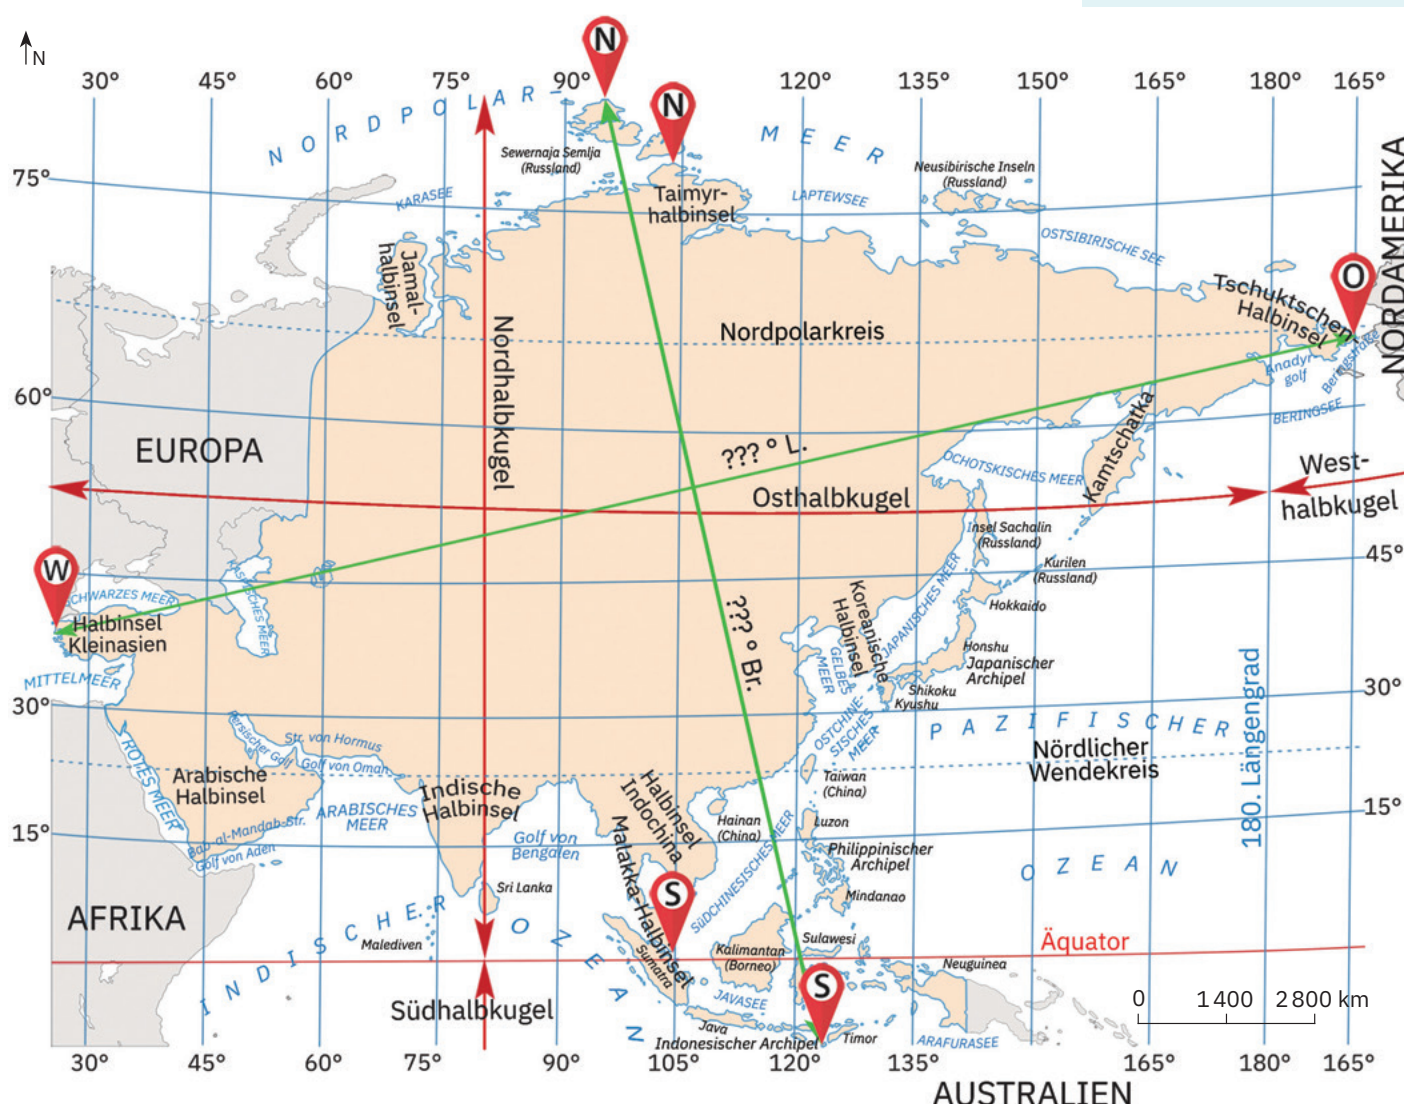 N
30°
45°
60°
75°
90°
120°
135°
150°
165°
180°
165°
N
N
NORDPOLAR-
MEER
Sewernaja Semlja
(Russland)
Neusibirische Inseln
(Russland)
75°
KARASEE
Taimyr-
halbinsel
LAPTEWSEE
NORDAMERIKA
OSTSIBIRISCHE SEE
Jamal-
halbinsel
O
Tschuktschen
Halbinsel
Nordpolarkreis
Nordhalbkugel
Anadyr-
golf
Beringstraße
60°
BERINGSEE
EUROPA
??? ° L.
OCHOTSKISCHES MEER
Kamtschatka
West-
halbkugel
Osthalbkugel
Insel Sachalin
(Russland)
45°
W
Kurilen
(Russland)
SCHWARZES MEER
KASPISCHES MEER
Halbinsel
Kleinasien
??? ° Br.
Koreanische
Halbinsel
JAPANISCHES MEER
Hokkaido
Honshu
Japanischer
Archipel
MITTELMEER
GELBES
MEER
Shikoku
Kyushu
30°
30°
180. Längengrad
Persischer Golf
Str. von Hormus
Golf von Oman
OSTCHINE-
SISCHES
MEER
PAZIFISCHER
Nördlicher
Wendekreis
ROTES MEER
Arabische
Halbinsel
ARABISCHES
MEER
Indische
Halbinsel
Halbinsel
Indochina
Taiwan
(China)
15°
15°
Bab-al-Mandab-Str.
Golf von Aden
Golf von
Bengalen
Malakka-Halbinsel
Hainan
(China)
Luzon
Philippinischer
Archipel
OZEAN
SÜDCHINESISCHES MEER
Sri Lanka
S
Mindanao
AFRIKA
INDISCHER
OZEAN
Malediven
Sumatra
Kalimantan
(Borneo)
Sulawesi
Äquator
Neuguinea
S
Südhalbkugel
JAVASEE
Java
Indonesischer Archipel
Timor
ARAFURASEE
0
1400
2800 km
30°
45°
60°
75°
90°
105°
120°
135°
165°
180°
165°
AUSTRALIEN